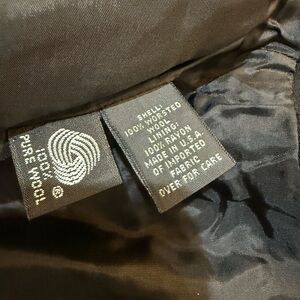 100%
PURE WOOL
®
SHELL:
100% WORSTED
WOOL
LINING:
100% RAYON
MADE IN U.S.A.
OF IMPORTED
FABRIC
OVER FOR CARE